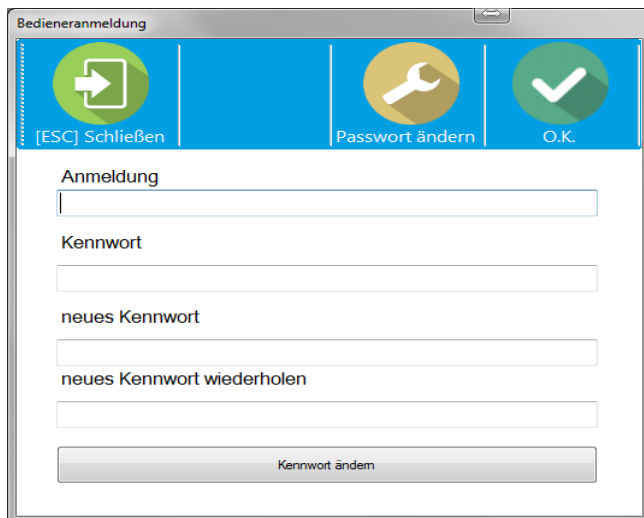 Bedieneranmeldung
[ESC] Schließen
Passwort ändern
O.K.
Anmeldung
Kennwort
neues Kennwort
neues Kennwort wiederholen
Kennwort ändern